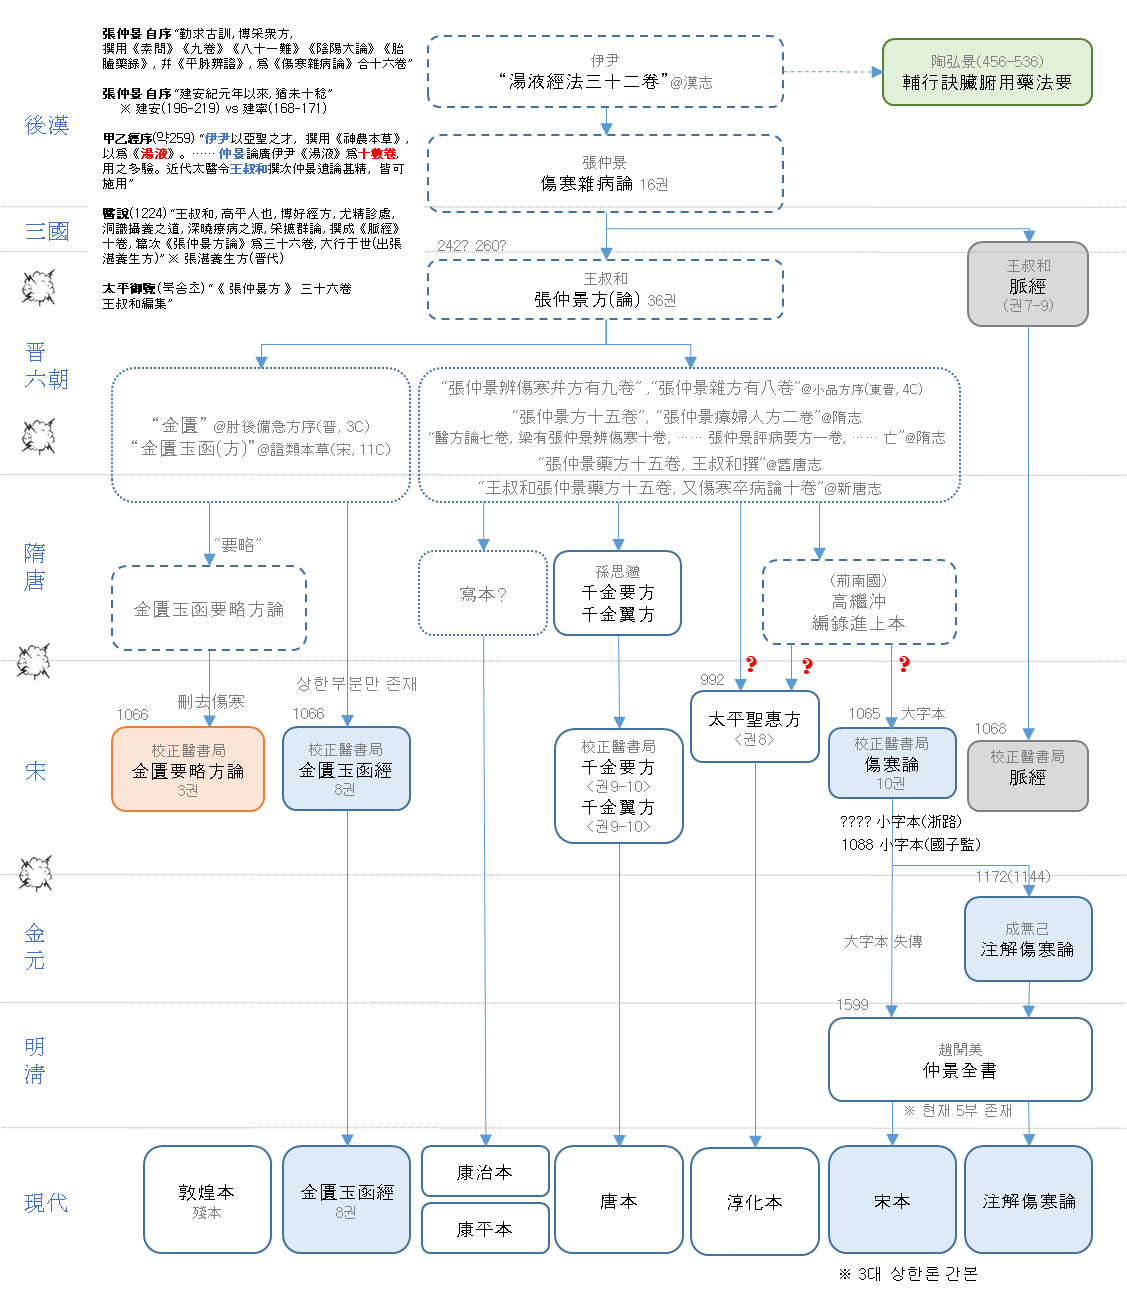 張仲景 自序 “勤求古訓, 博采衆方,
撰用《素問》《九卷》《八十一難》《陰陽大論》《胎
臚藥錄》, 幷《平脉辨證》, 爲《傷寒雜病論》合十六卷”
張仲景 自序 “建安紀元年以來, 猶未十稔”
※ 建安(196-219) vs 建寧(168-171)
甲乙經序(약259) “伊尹以亞聖之才, 撰用《神農本草》,
以爲《湯液》。…… 仲景論廣伊尹《湯液》爲十數卷,
用之多驗。近代太醫令王叔和撰次仲景遺論甚精, 皆可
施用”
醫說(1224) “王叔和, 高平人也, 博好經方, 尤精診處,
洞識攝養之道, 深曉療病之源, 采摭群論, 撰成《脈經》
十卷, 篇次《張仲景方論》爲三十六卷, 大行于世(出張
湛養生方)” ※ 張湛養生方(晋代)
太平御覽(북송초) “《 張仲景方 》 三十六卷
王叔和編集”
伊尹
“湯液經法三十二卷”@漢志
陶弘景(456-536)
輔行訣臟腑用藥法要
後漢
張仲景
傷寒雜病論 16권
三國
242? 260?
王叔和
張仲景方(論) 36권
王叔和
脈經
(권7-9)
晋
六朝
“金匱” @肘後備急方序(晋, 3C)
“金匱玉函(方)”@證類本草(宋, 11C)
“張仲景辨傷寒幷方有九卷”,“張仲景雜方有八卷”@小品方序(東晋, 4C)
“張仲景方十五卷”, “張仲景療婦人方二卷”@隋志
“醫方論七卷, 梁有張仲景辨傷寒十卷, …… 張仲景評病要方一卷, …… 亡”@隋志
“張仲景藥方十五卷, 王叔和撰”@舊唐志
“王叔和張仲景藥方十五卷, 又傷寒卒病論十卷”@新唐志
隋
唐
“要略”
金匱玉函要略方論
寫本?
孫思邈
千金要方
千金翼方
(荊南國)
高繼沖
編錄進上本
? ? ?
刪去傷寒
상한부분만 존재
992
宋
1066
校正醫書局
金匱要略方論
3권
1066
校正醫書局
金匱玉函經
8권
校正醫書局
千金要方
<권9-10>
千金翼方
<권9-10>
太平聖惠方
<권8>
1065 大字本
校正醫書局
傷寒論
10권
1068
校正醫書局
脈經
???? 小字本(浙路)
1088 小字本(國子監)
1172(1144)
金
元
大字本 失傳
成無己
注解傷寒論
1599
明
淸
趙開美
仲景全書
※ 현재 5부 존재
現代
敦煌本
殘本
金匱玉函經
8권
康治本
康平本
唐本
淳化本
宋本
注解傷寒論
※ 3대 상한론 간본